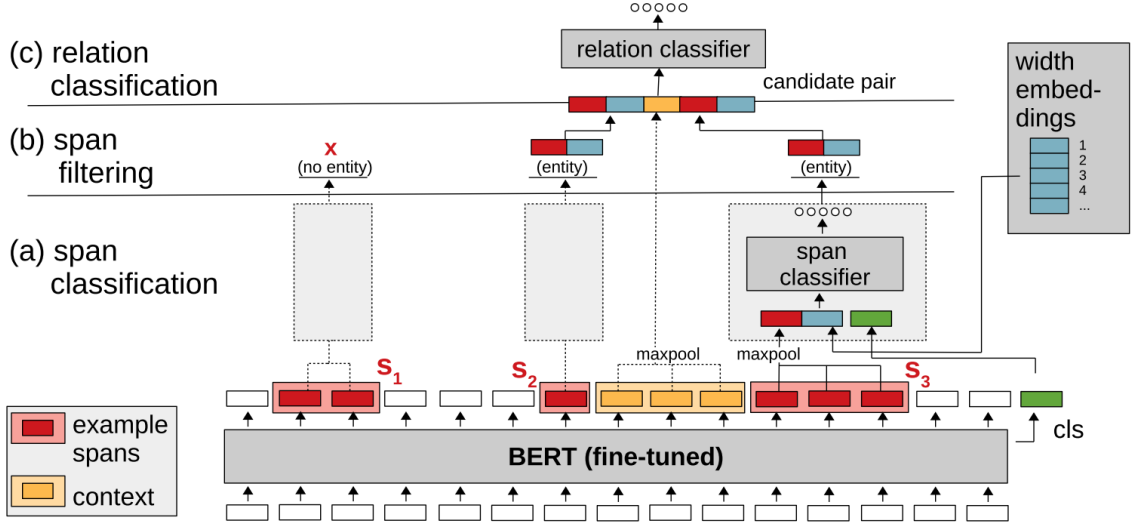 (c) relation
classification
relation classifier
candidate pair
width
embed-
dings
1
2
3
4
...
(b) span
filtering
x
(no entity)
(entity)
(entity)
(a) span
classification
span
classifier
maxpool
maxpool
s1
s2
s3
cls
BERT (fine-tuned)
example
spans
context